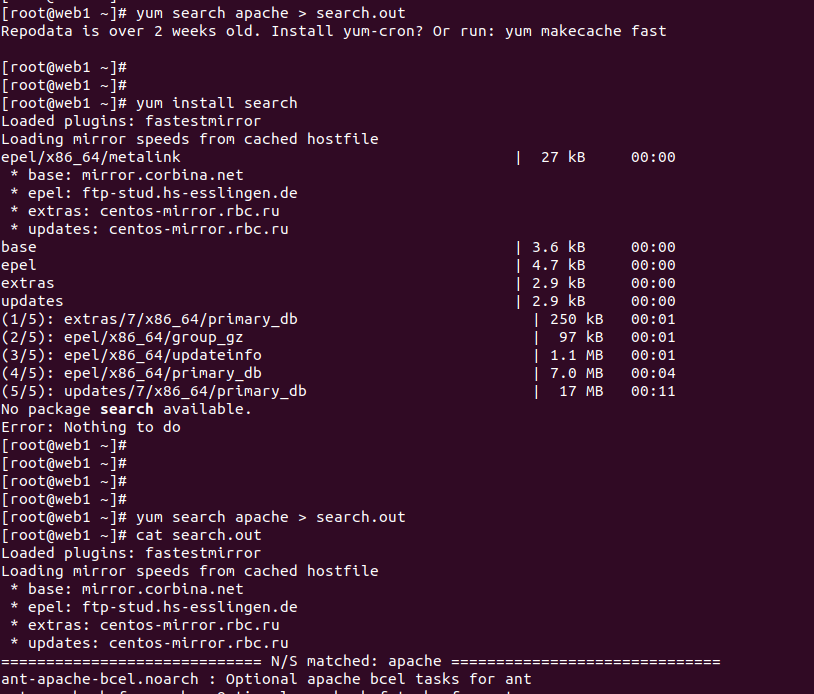 [root@web1 ~]# yum search apache > search.out
Repodata is over 2 weeks old. Install yum-cron? Or run: yum makecache fast
[root@web1 ~]#
[root@web1 ~]#
[root@web1 ~]# yum install search
Loaded plugins: fastestmirror
Loading mirror speeds from cached hostfile
epel/x86_64/metalink | 27 kB 00:00
* base: mirror.corbina.net
* epel: ftp-stud.hs-esslingen.de
* extras: centos-mirror.rbc.ru
* updates: centos-mirror.rbc.ru
base | 3.6 kB 00:00
epel | 4.7 kB 00:00
extras | 2.9 kB 00:00
updates | 2.9 kB 00:00
(1/5): extras/7/x86_64/primary_db | 250 kB 00:01
(2/5): epel/x86_64/group_gz | 97 kB 00:01
(3/5): epel/x86_64/updateinfo | 1.1 MB 00:01
(4/5): epel/x86_64/primary_db | 7.0 MB 00:04
(5/5): updates/7/x86_64/primary_db | 17 MB 00:11
No package search available.
Error: Nothing to do
[root@web1 ~]#
[root@web1 ~]#
[root@web1 ~]#
[root@web1 ~]#
[root@web1 ~]# yum search apache > search.out
[root@web1 ~]# cat search.out
Loaded plugins: fastestmirror
Loading mirror speeds from cached hostfile
* base: mirror.corbina.net
* epel: ftp-stud.hs-esslingen.de
* extras: centos-mirror.rbc.ru
* updates: centos-mirror.rbc.ru
============================= N/S matched: apache ==============================
ant-apache-bcel.noarch : Optional apache bcel tasks for ant